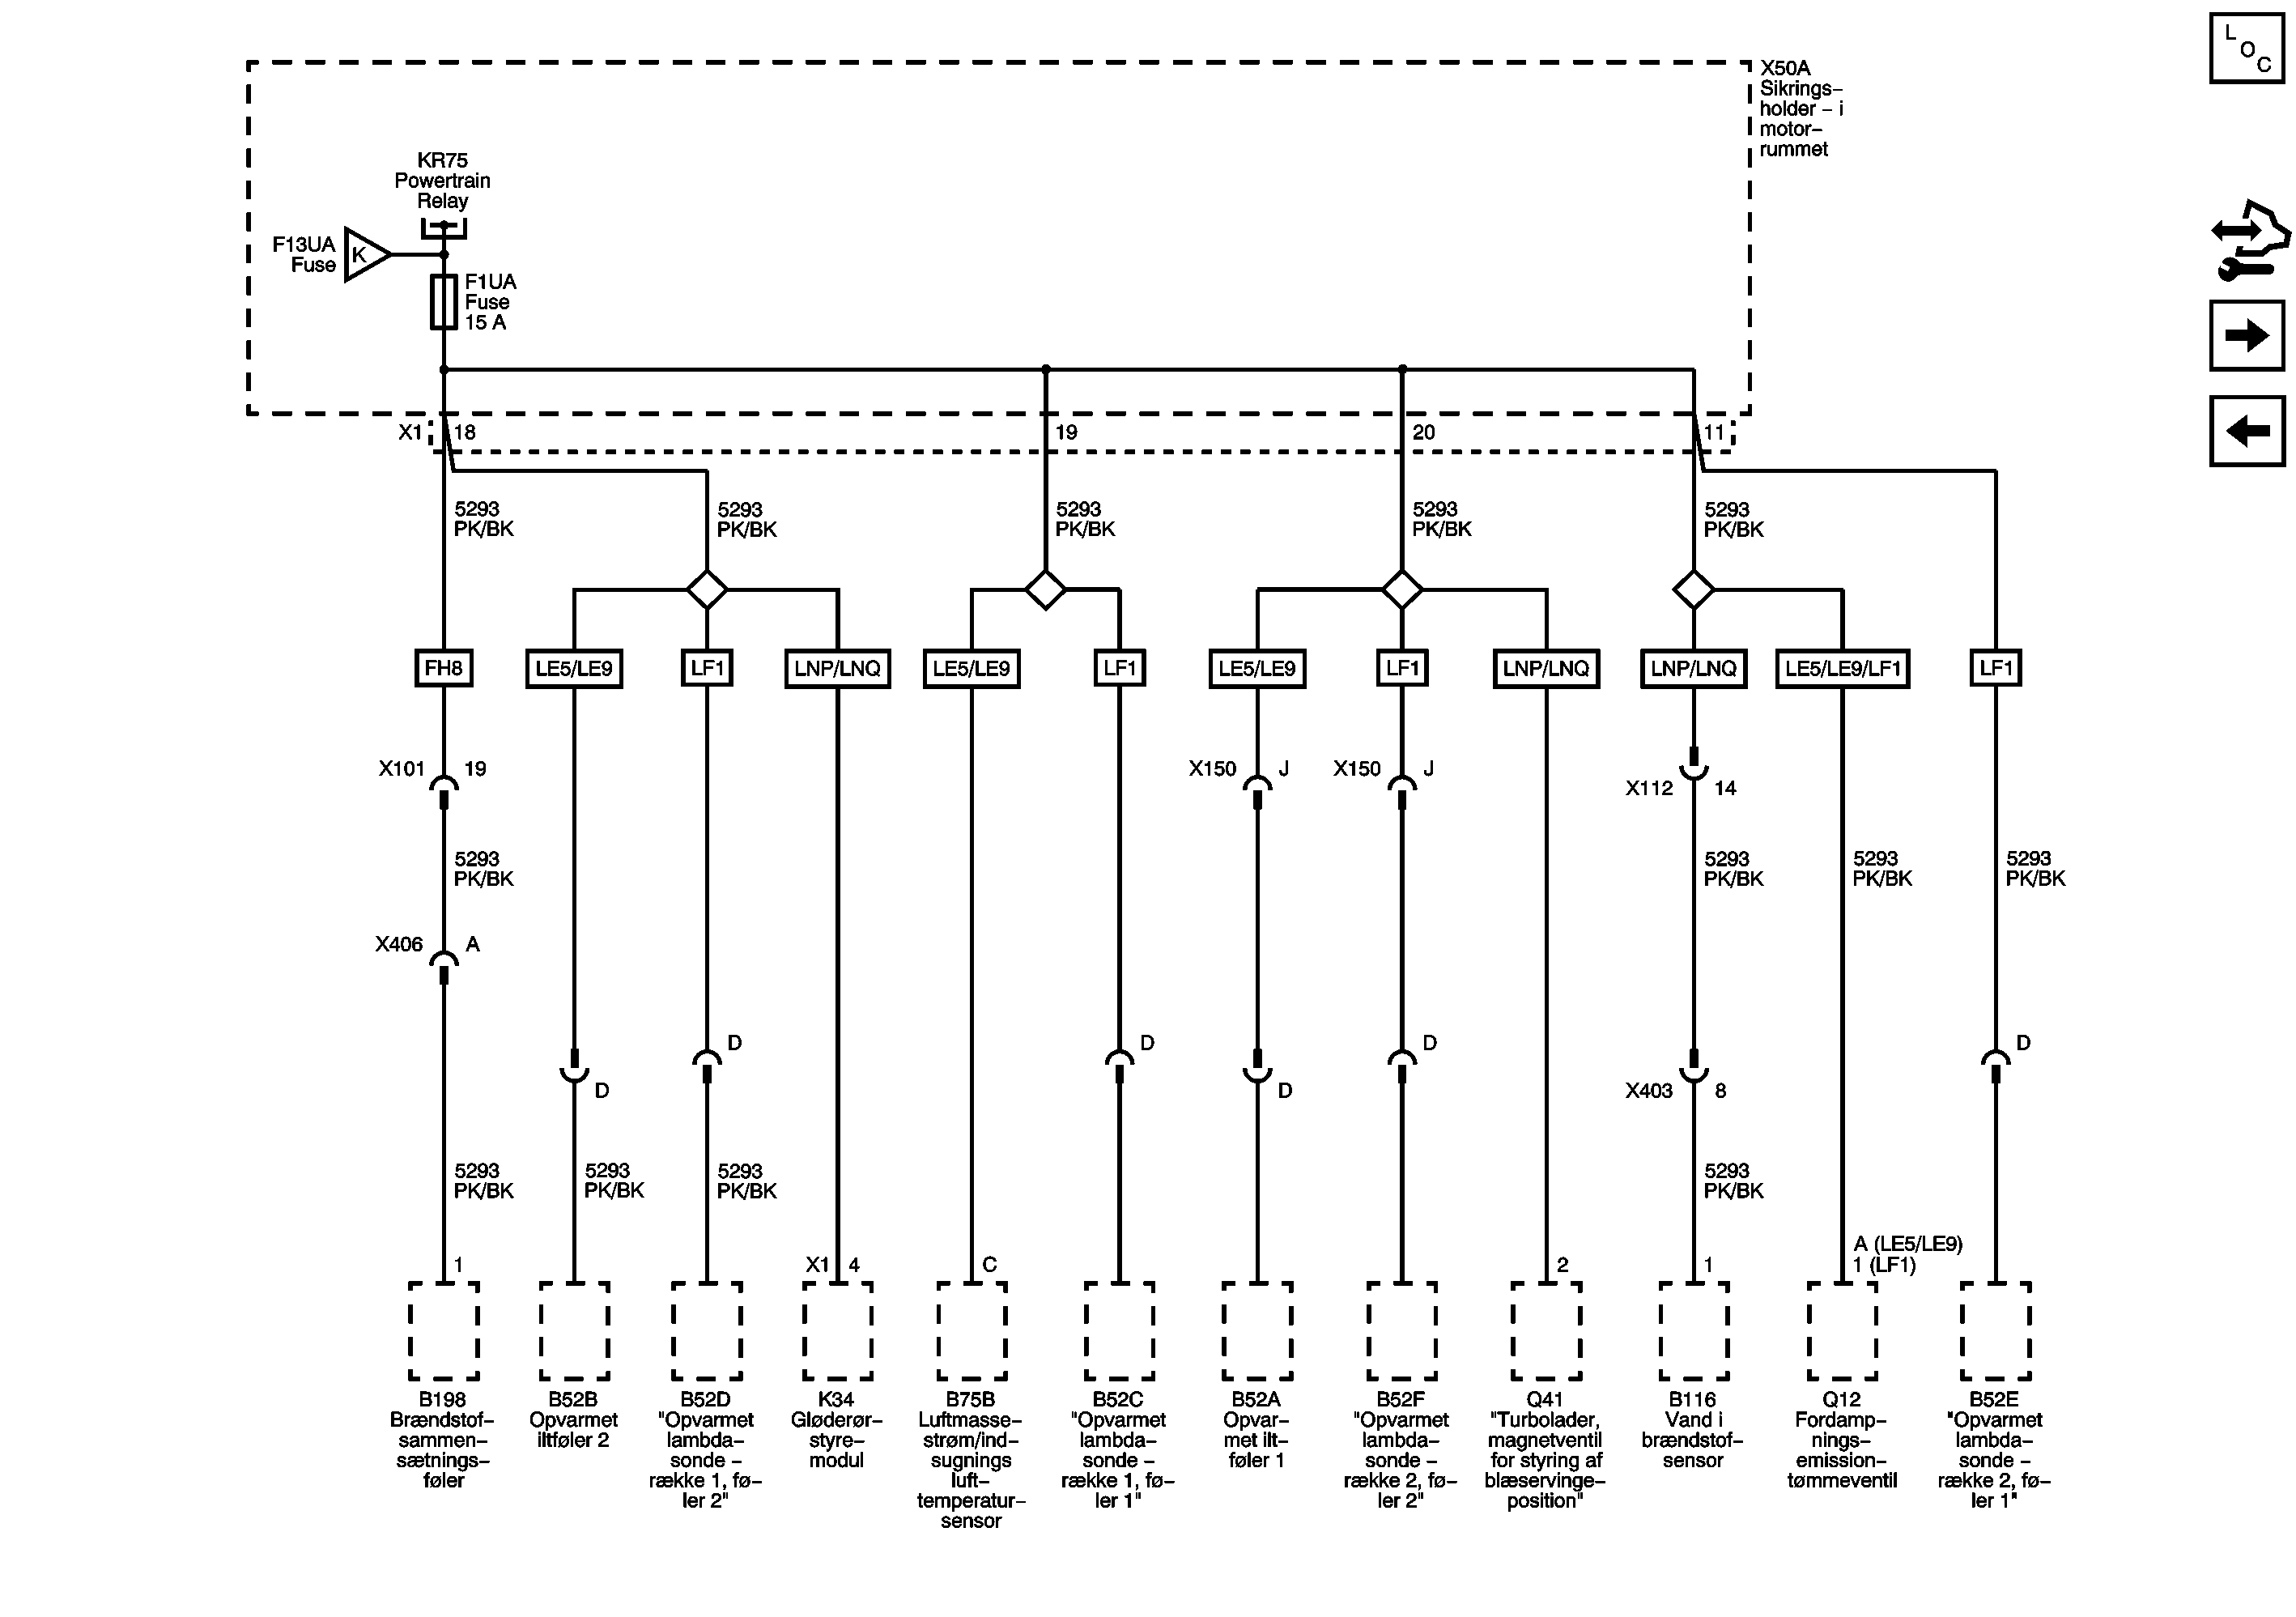 L
O
C
X50A
Sikrings–
holder – i
motor–
rummet
KR75
Powertrain
Relay
F13UA
Fuse
K
F1UA
Fuse
15 A
X1 18 19 20 11
5293 5293 5293 5293 5293
PK/BK PK/BK PK/BK PK/BK PK/BK
FH8 LE5/LE9 LF1 LNP/LNQ LE5/LE9 LF1 LE5/LE9 LF1 LNP/LNQ LNP/LNQ LE5/LE9/LF1 LF1
X101 19 X150 J X150 J
X112 14
5293 5293 5293 5293
PK/BK PK/BK PK/BK PK/BK
X406 A
D D D D
D D X403 8
5293 5293 5293 5293
PK/BK PK/BK PK/BK PK/BK
A (LE5/LE9)
1 X1 4 C 2 1 1 (LF1)
B198
Brændstof–
sammen–
sætnings–
føler
B52B
Opvarmet
iltføler 2
B52D
"Opvarmet
lambda–
sonde –
række 1, fø–
ler 2"
K34
Gløderør–
styre–
modul
B75B
Luftmasse–
strøm/ind–
sugnings
luft–
temperatur–
sensor
B52C
"Opvarmet
lambda–
sonde –
række 1, fø–
ler 1"
B52A
Opvar–
met ilt–
føler 1
B52F
"Opvarmet
lambda–
sonde –
række 2, fø–
ler 2"
Q41
"Turbolader,
magnetventil
for styring af
blæservinge–
position"
B116
Vand i
brændstof–
sensor
Q12
Fordamp–
nings–
emission–
tømmeventil
B52E
"Opvarmet
lambda–
sonde –
række 2, fø–
ler 1"